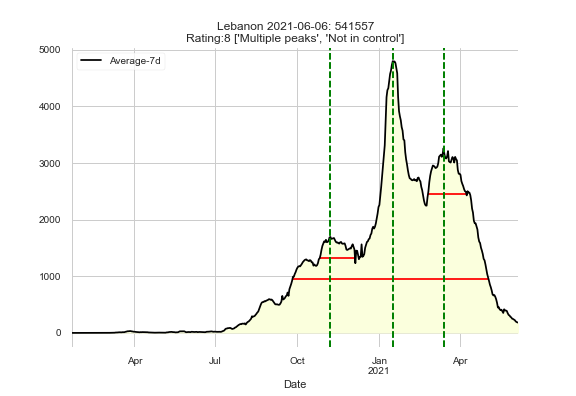 Lebanon 2021-06-06: 541557
Rating:8 ['Multiple peaks', 'Not in control']
Average-7d
5000
4000
3000
2000
1000
0
Apr
Jul
Oct
Jan
2021
Apr
Date